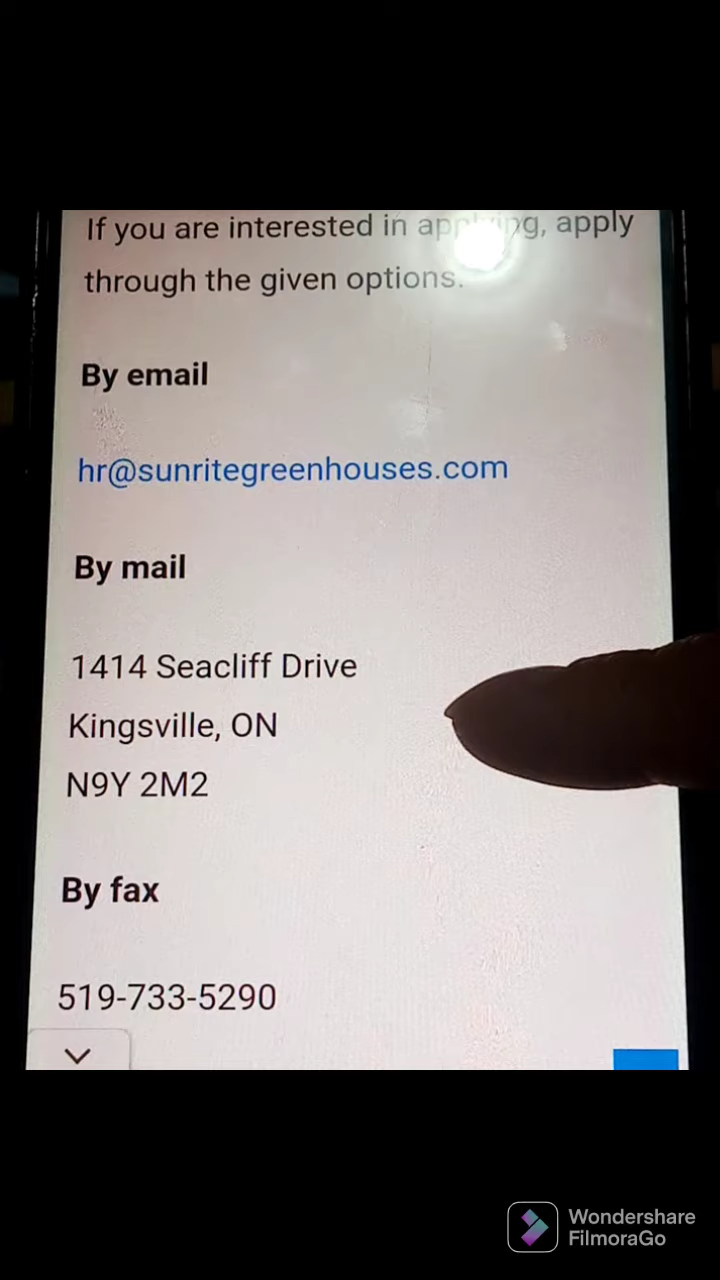 If you are interested in applying, apply
through the given options.
By email
hr@sunritegreenhouses.com
By mail
1414 Seacliff Drive
Kingsville, ON
N9Y 2M2
By fax
519-733-5290
Wondershare
FilmoraGo